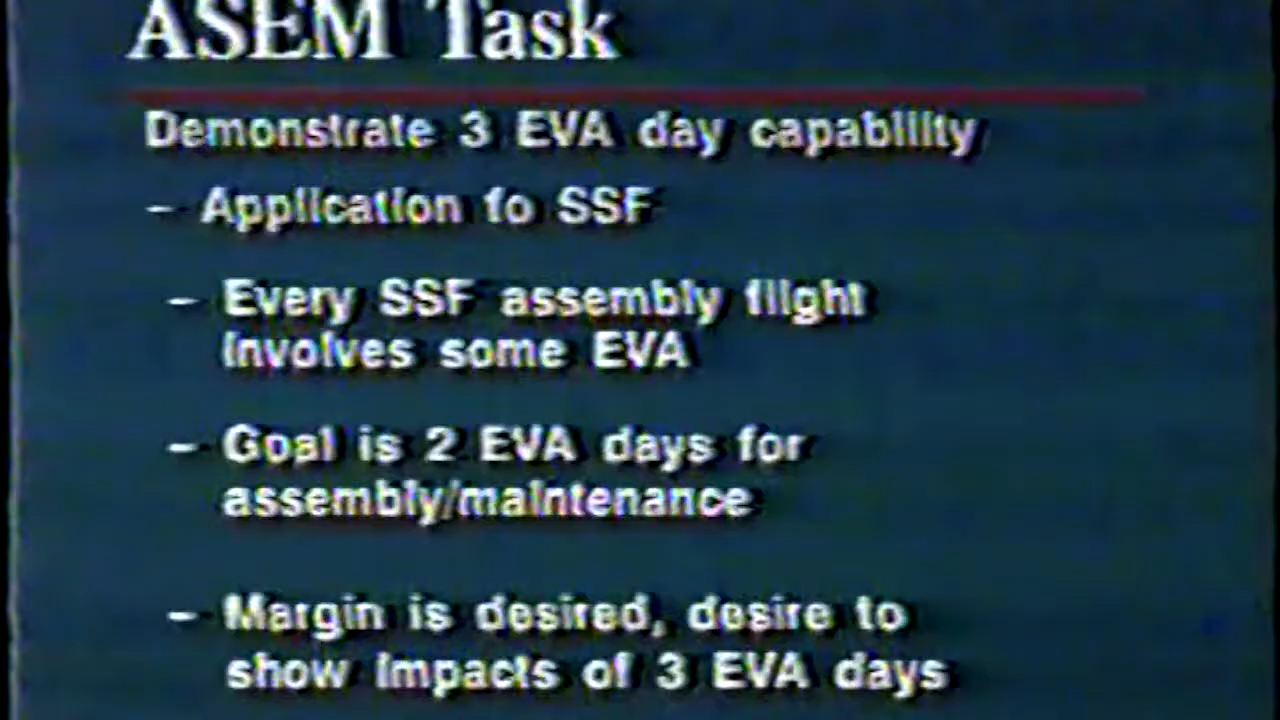 ASEM Task
Demonstrate 3 EVA day capability
– Application to SSF
– Every SSF assembly flight
involves some EVA
– Goal is 2 EVA days for
assembly/maintenance
– Margin is desired, desire to
show impacts of 3 EVA days